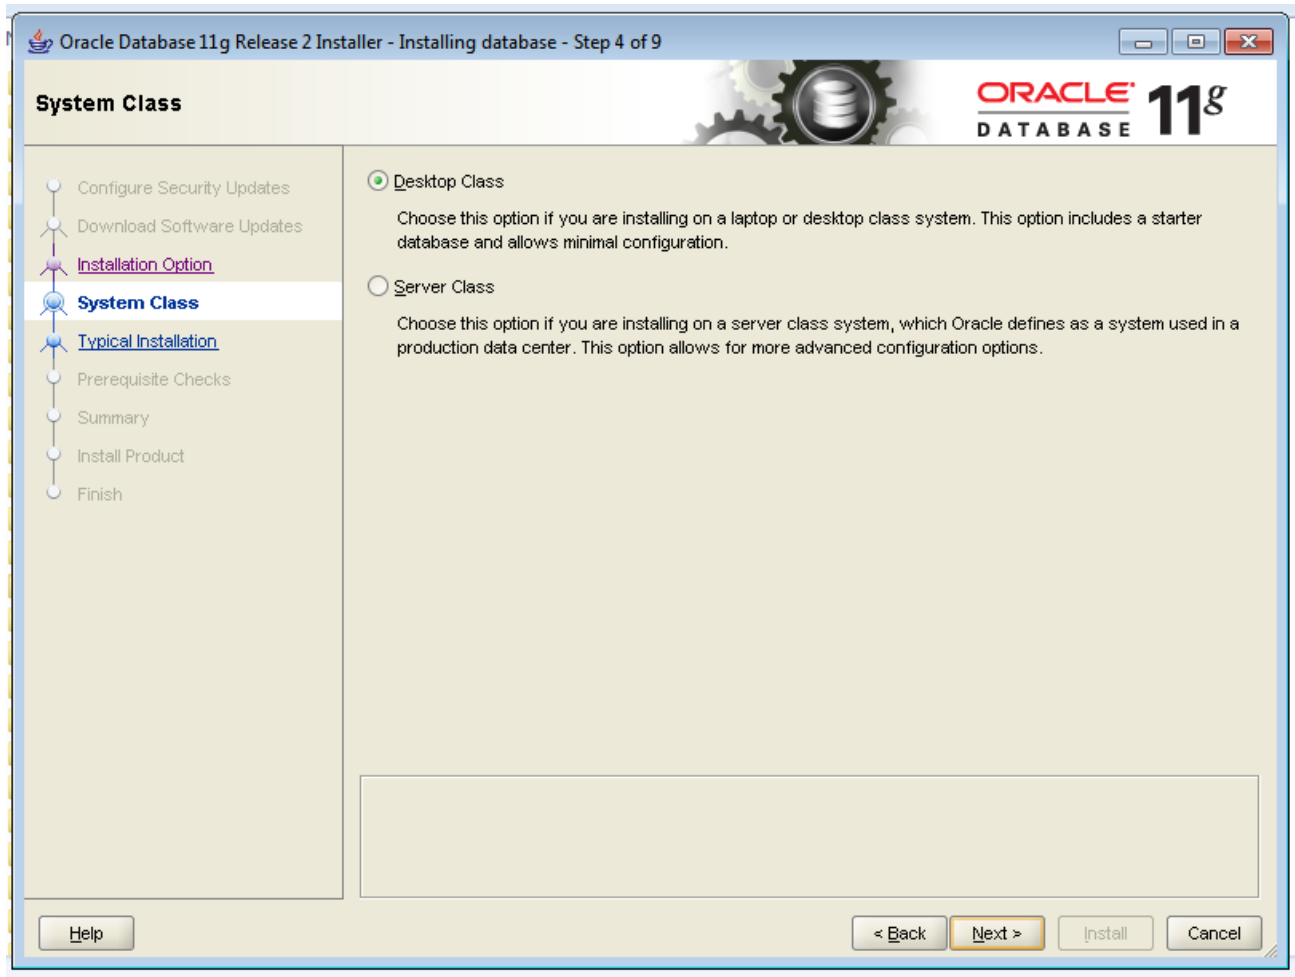 Oracle Database 11g Release 2 Installer - Installing database - Step 4 of 9
System Class
ORACLE
DATABASE
11g
Configure Security Updates
Download Software Updates
Installation Option
System Class
Typical Installation
Prerequisite Checks
Summary
Install Product
Finish
Desktop Class
Choose this option if you are installing on a laptop or desktop class system. This option includes a starter
database and allows minimal configuration.
Server Class
Choose this option if you are installing on a server class system, which Oracle defines as a system used in a
production data center. This option allows for more advanced configuration options.
Help
< Back
Next >
Install
Cancel